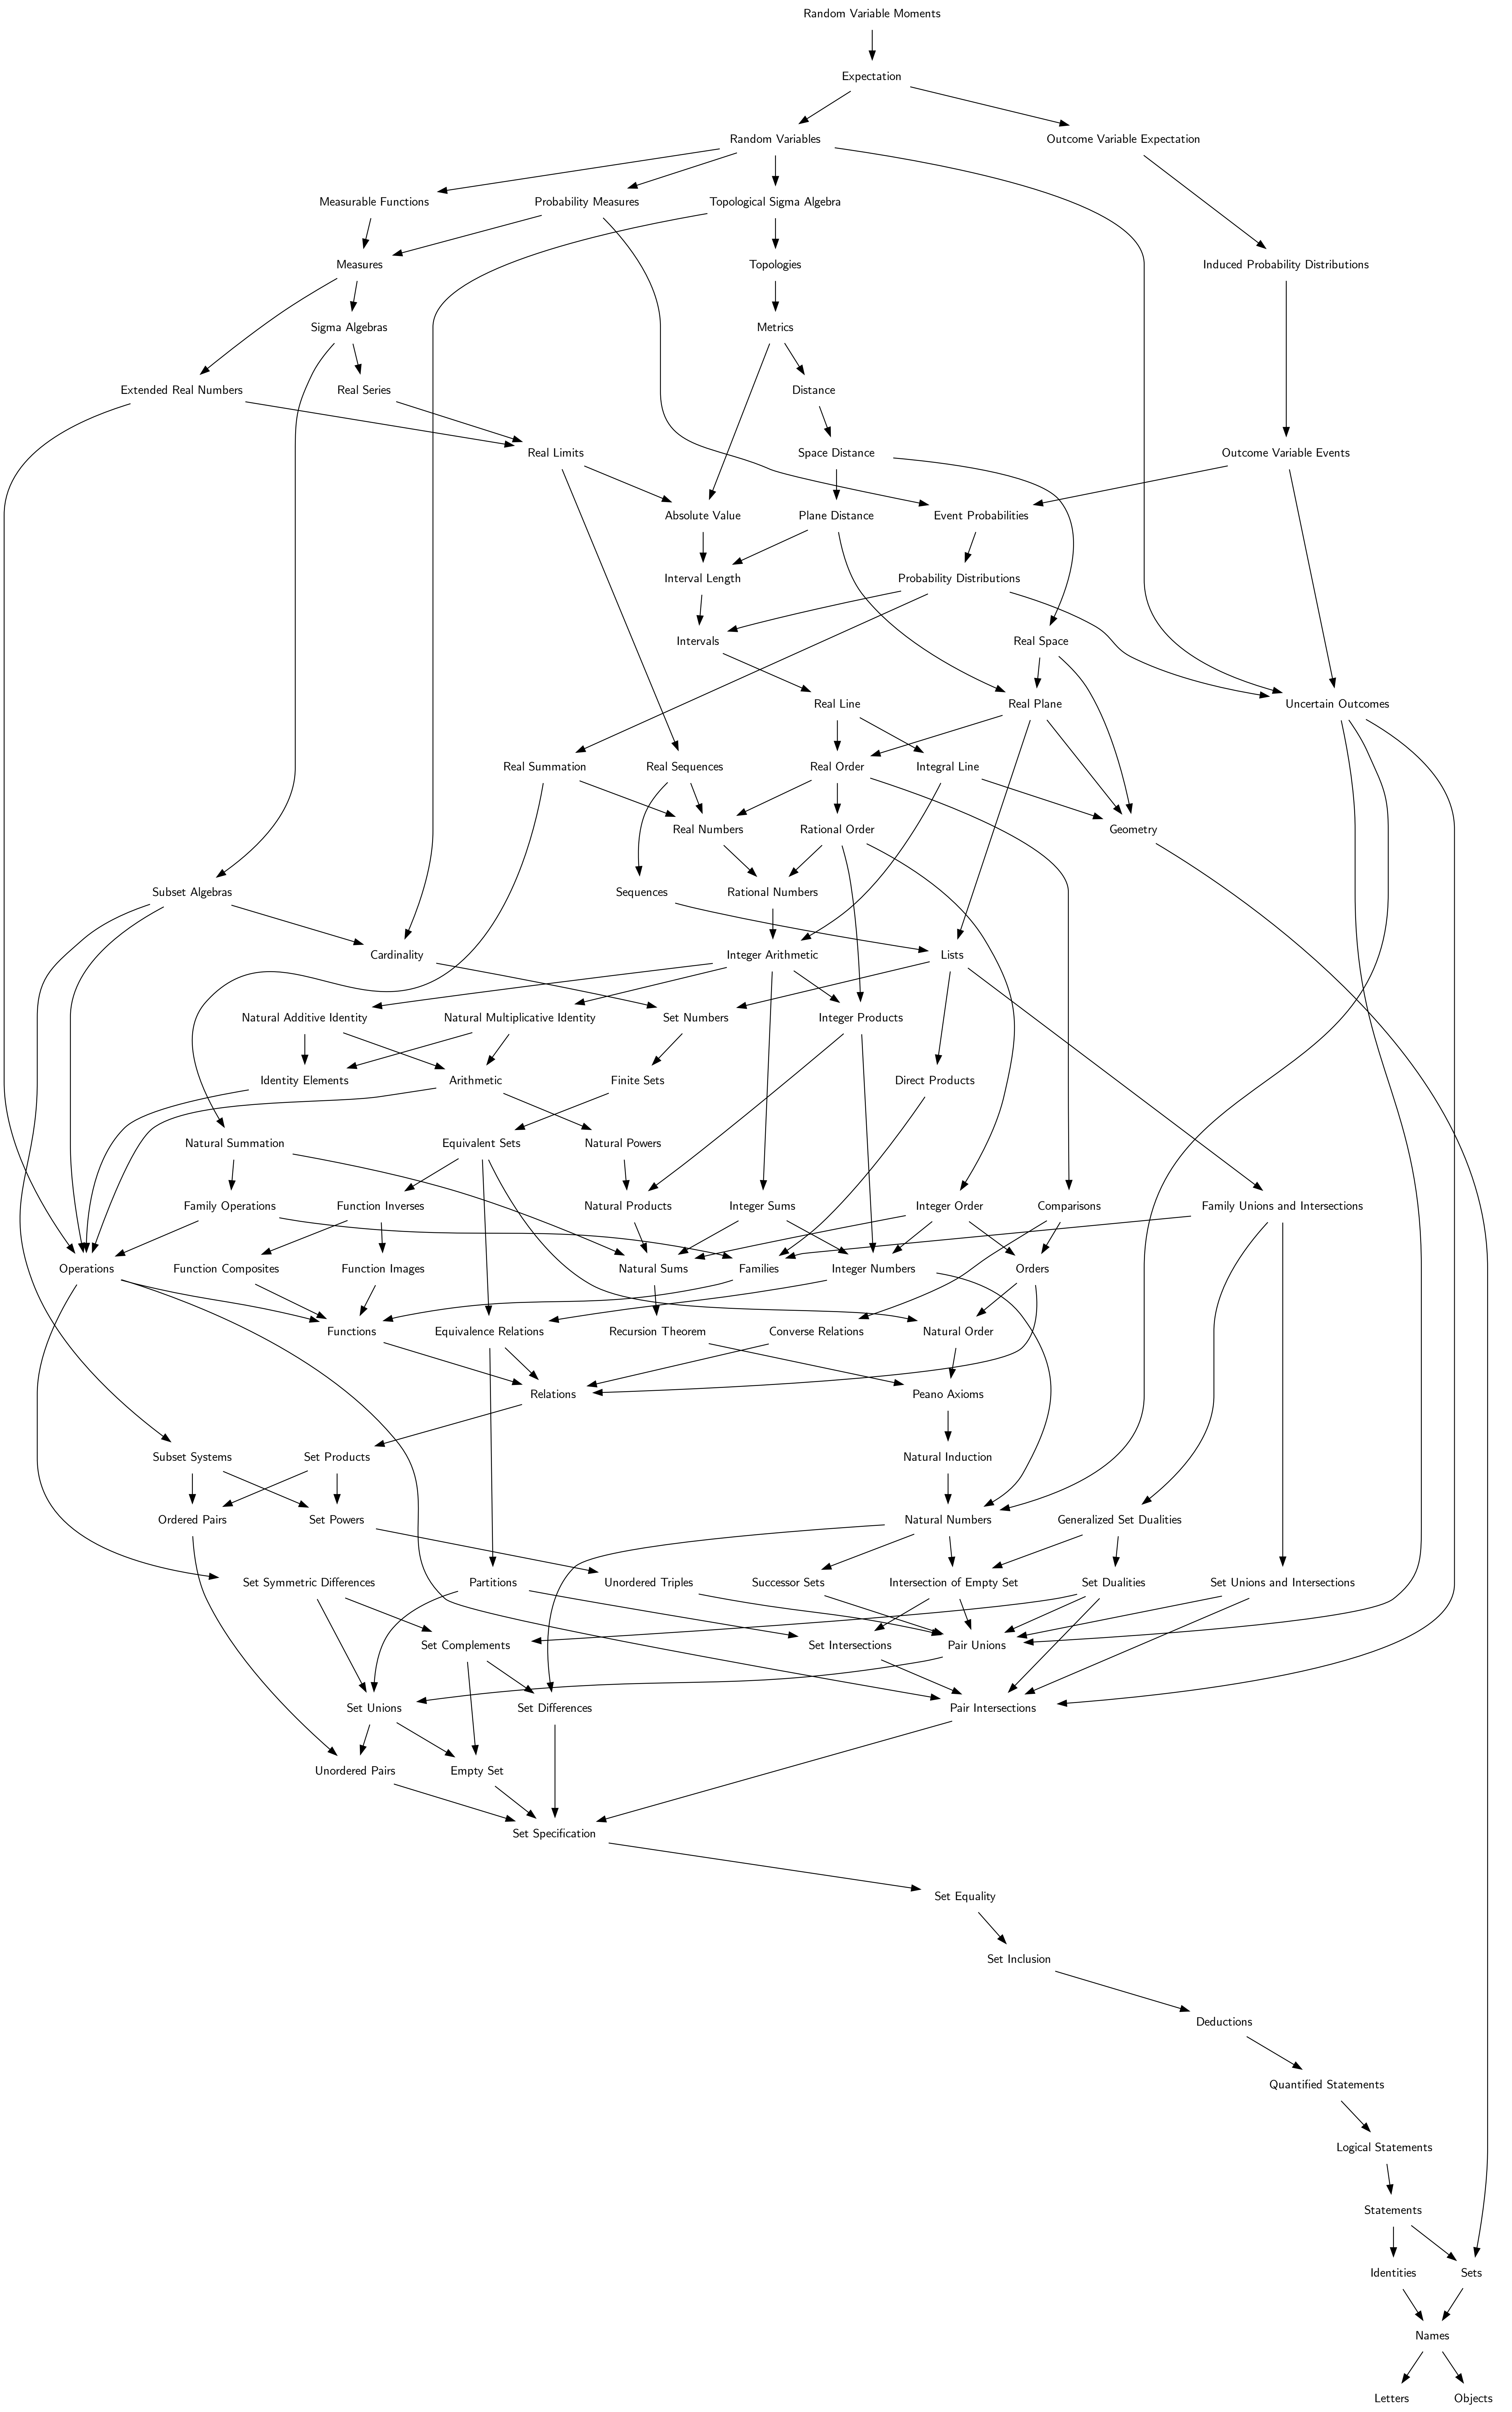 Random Variable Moments
Expectation
Random Variables
Outcome Variable Expectation
Measurable Functions
Probability Measures
Topological Sigma Algebra
Measures
Topologies
Induced Probability Distributions
Sigma Algebras
Metrics
Extended Real Numbers
Real Series
Distance
Real Limits
Space Distance
Outcome Variable Events
Absolute Value
Plane Distance
Event Probabilities
Interval Length
Probability Distributions
Intervals
Real Space
Real Line
Real Plane
Uncertain Outcomes
Real Summation
Real Sequences
Real Order
Integral Line
Real Numbers
Rational Order
Geometry
Subset Algebras
Sequences
Rational Numbers
Cardinality
Integer Arithmetic
Lists
Natural Additive Identity
Natural Multiplicative Identity
Set Numbers
Integer Products
Identity Elements
Arithmetic
Finite Sets
Direct Products
Natural Summation
Equivalent Sets
Natural Powers
Family Operations
Function Inverses
Natural Products
Integer Sums
Integer Order
Comparisons
Family Unions and Intersections
Operations
Function Composites
Function Images
Natural Sums
Families
Integer Numbers
Orders
Functions
Equivalence Relations
Recursion Theorem
Converse Relations
Natural Order
Relations
Peano Axioms
Subset Systems
Set Products
Natural Induction
Ordered Pairs
Set Powers
Natural Numbers
Generalized Set Dualities
Set Symmetric Differences
Partitions
Unordered Triples
Successor Sets
Intersection of Empty Set
Set Dualities
Set Unions and Intersections
Set Complements
Set Intersections
Pair Unions
Set Unions
Set Differences
Pair Intersections
Unordered Pairs
Empty Set
Set Specification
Set Equality
Set Inclusion
Deductions
Quantified Statements
Logical Statements
Statements
Identities
Sets
Names
Letters
Objects